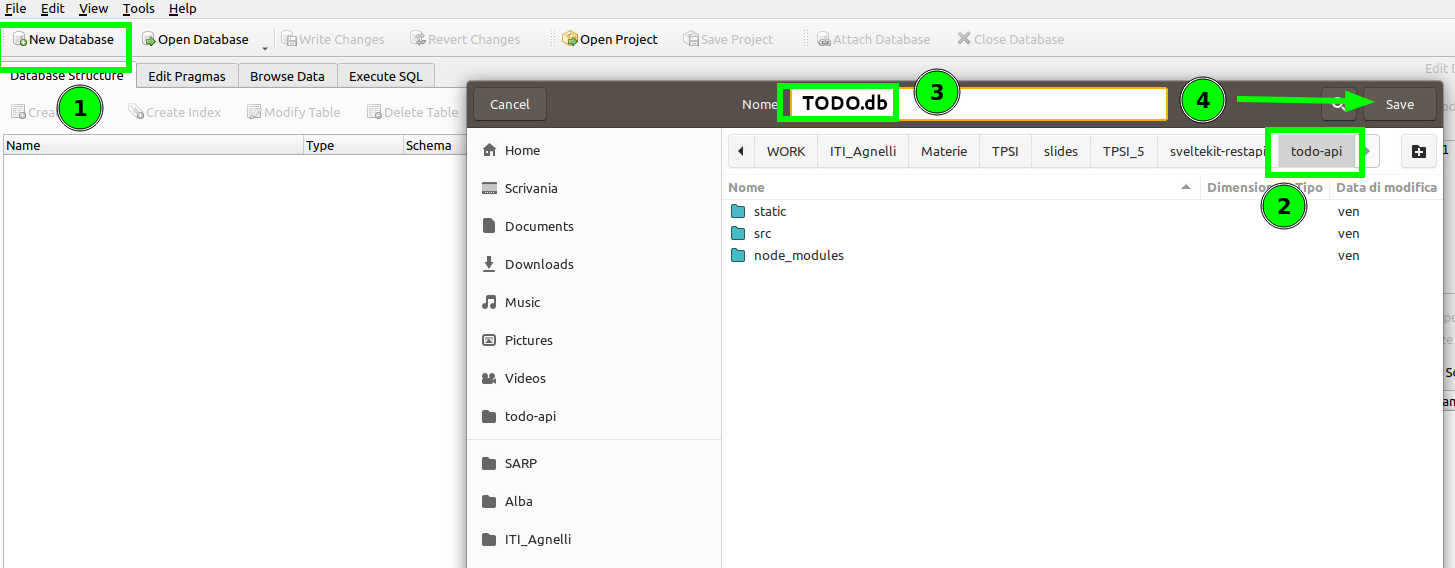 File Edit View Tools Help
New Database Open Database Write Changes Revert Changes Open Project Save Project Attach Database Close Database
Database Structure Edit Pragmas Browse Data Execute SQL
Create Index Modify Table Delete Table
1
Name Type Schema
Cancel Nome TODO.db 3 4 Save
Home
Scrivania
Documents
Downloads
Music
Pictures
Videos
todo-api
SARP
Alba
ITI_Agnelli
WORK ITI_Agnelli Materie TPSI slides TPSI_5 sveltekit-restapi todo-api
2
Nome Dimension Tipo Data di modifica
static ven
src ven
node_modules ven